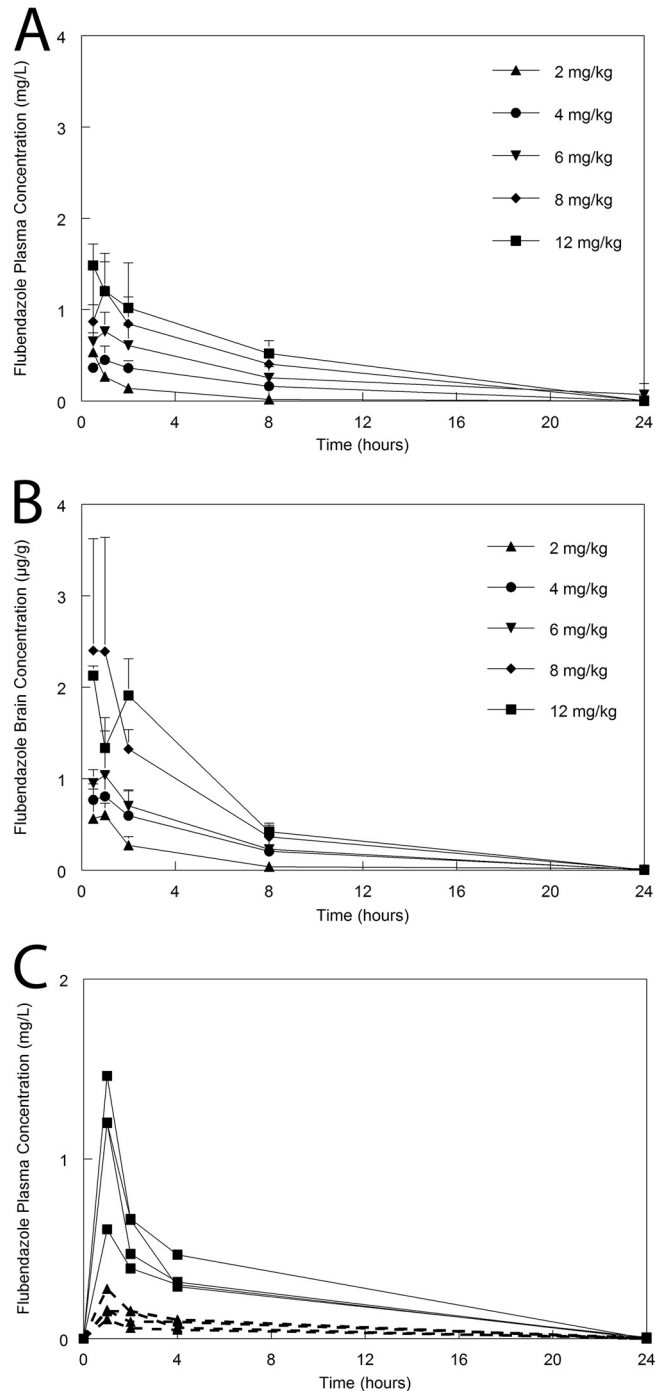 A
Flubendazole Plasma Concentration (mg/L)
4
3
2
1
0
2 mg/kg
4 mg/kg
6 mg/kg
8 mg/kg
12 mg/kg
0 4 8 12 16 20 24
Time (hours)
B
Flubendazole Brain Concentration (µg/g)
4
3
2
1
0
2 mg/kg
4 mg/kg
6 mg/kg
8 mg/kg
12 mg/kg
0 4 8 12 16 20 24
Time (hours)
C
Flubendazole Plasma Concentration (mg/L)
2
1
0
0 4 8 12 16 20 24
Time (hours)